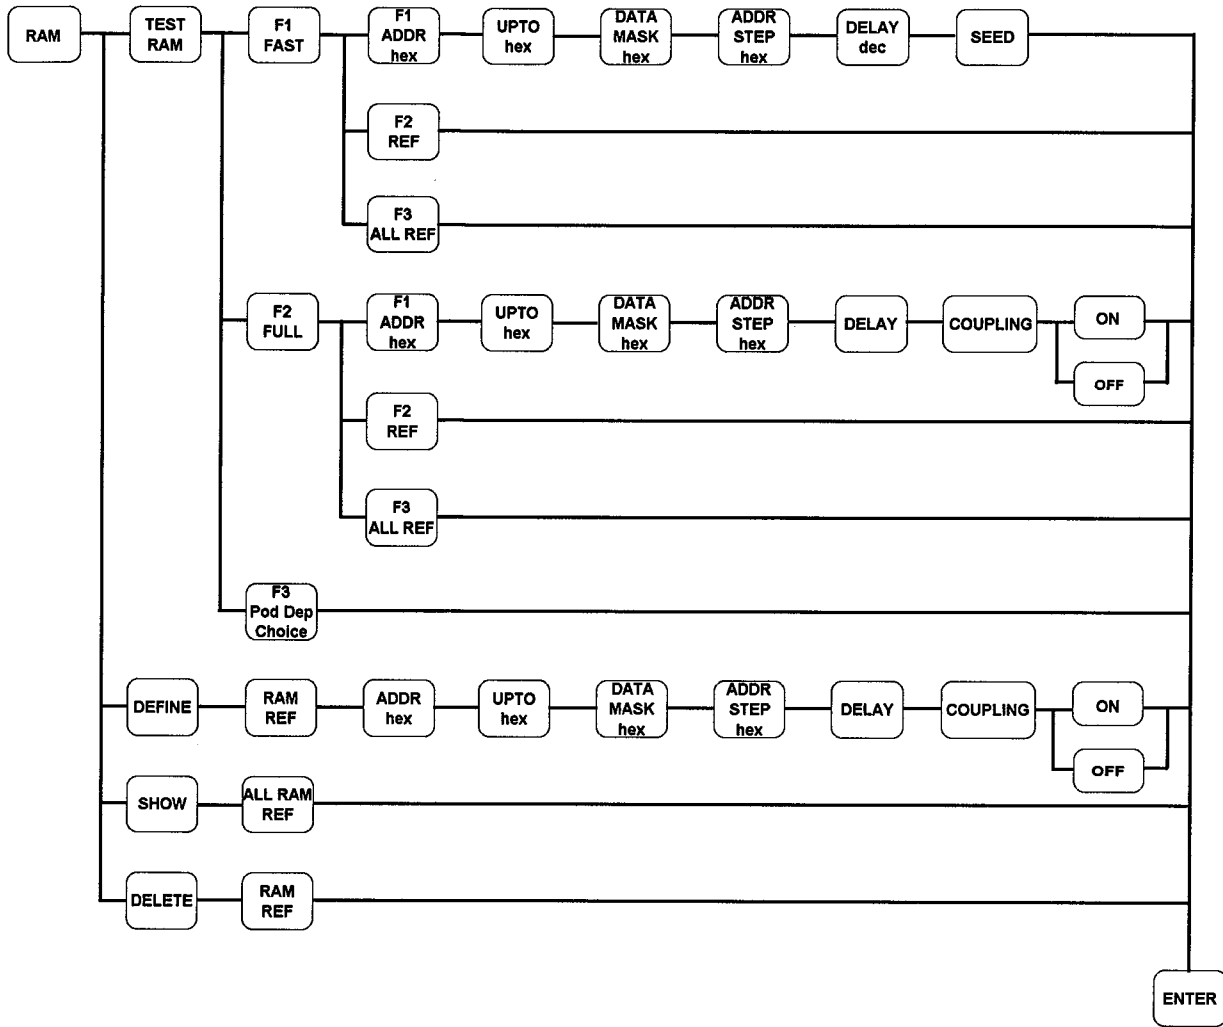 RAM
TEST
RAM
F1
FAST
F1
ADDR
hex
UPTO
hex
DATA
MASK
hex
ADDR
STEP
hex
DELAY
dec
SEED
F2
REF
F3
ALL REF
F2
FULL
F1
ADDR
hex
UPTO
hex
DATA
MASK
hex
ADDR
STEP
hex
DELAY
COUPLING
ON
OFF
F2
REF
F3
ALL REF
F3
Pod Dep
Choice
DEFINE
RAM
REF
ADDR
hex
UPTO
hex
DATA
MASK
hex
ADDR
STEP
hex
DELAY
COUPLING
ON
OFF
SHOW
ALL RAM
REF
DELETE
RAM
REF
ENTER